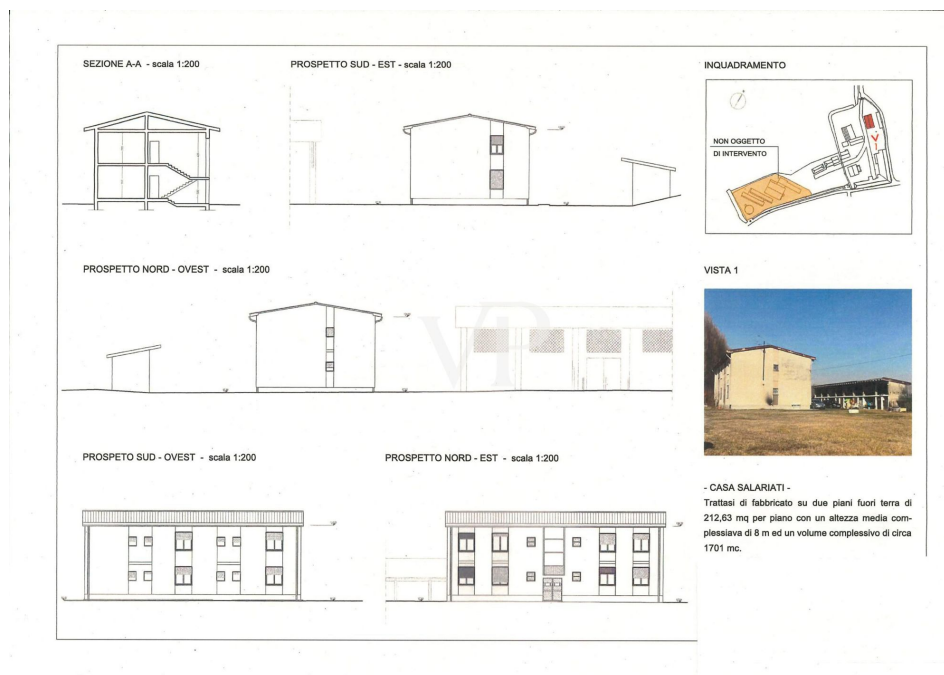 SEZIONE A-A - scala 1:200
PROSPETTO SUD - EST - scala 1:200
INQUADRAMENTO
NON OGGETTO
DI INTERVENTO
PROSPETTO NORD - OVEST - scala 1:200
VISTA 1
VP
PROSPETO SUD - OVEST - scala 1:200
PROSPETTO NORD - EST - scala 1:200
- CASA SALARIATI -
Trattasi di fabbricato su due piani fuori terra di
212,63 mq per piano con un altezza media com-
plessiava di 8 m ed un volume complessivo di circa
1701 mc.